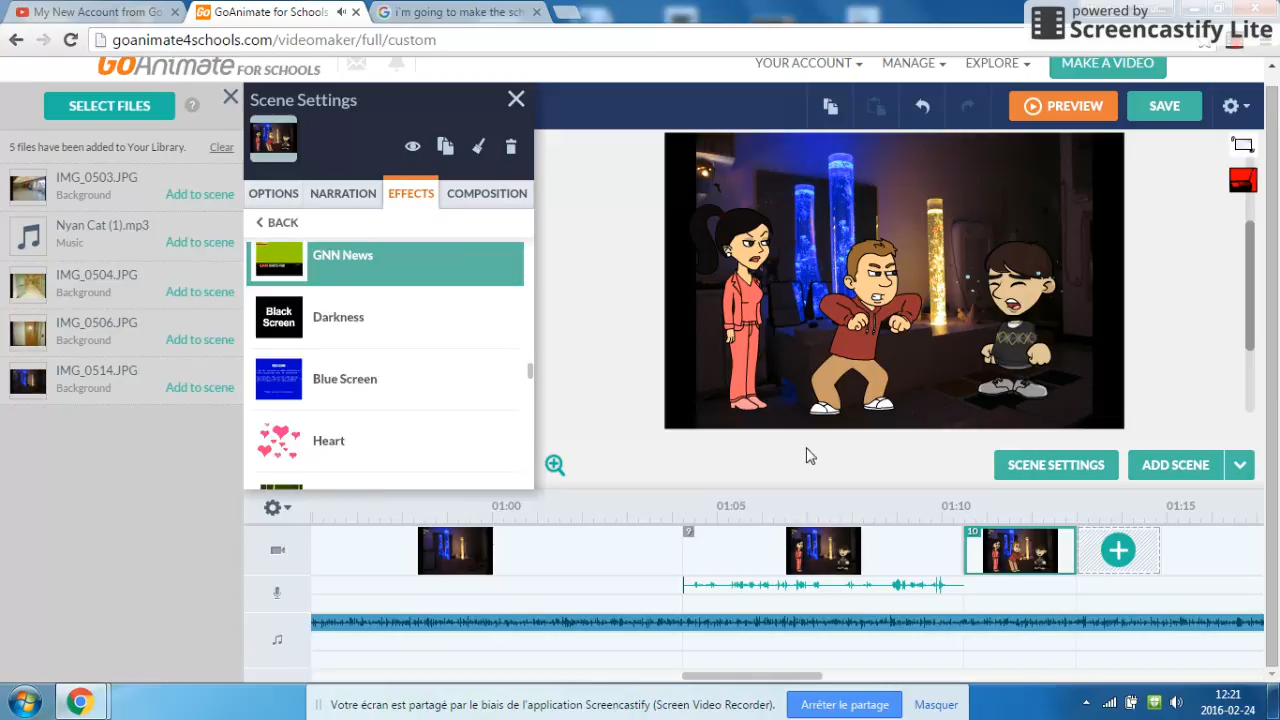 My New Account from Go
GoAnimate for Schools
i'm going to make the sch
powered by
Screencastify Lite
goanimate4schools.com/videomaker/full/custom
GOANIMATE FOR SCHOOLS
YOUR ACCOUNT
MANAGE
EXPLORE
MAKE A VIDEO
SELECT FILES
?
Scene Settings
PREVIEW
SAVE
5 files have been added to Your Library.
Clear
IMG_0503.JPG
Background
Add to scene
Nyan Cat (1).mp3
Music
Add to scene
IMG_0504.JPG
Background
Add to scene
IMG_0506.JPG
Background
Add to scene
IMG_0514.JPG
Background
Add to scene
OPTIONS
NARRATION
EFFECTS
COMPOSITION
BACK
GNN News
Black
Screen
Darkness
Blue Screen
Heart
SCENE SETTINGS
ADD SCENE
01:00
01:05
01:10
01:15
9
10
Votre écran est partagé par le biais de l'application Screencastify (Screen Video Recorder).
Arrêter le partage
Masquer
12:21
2016-02-24